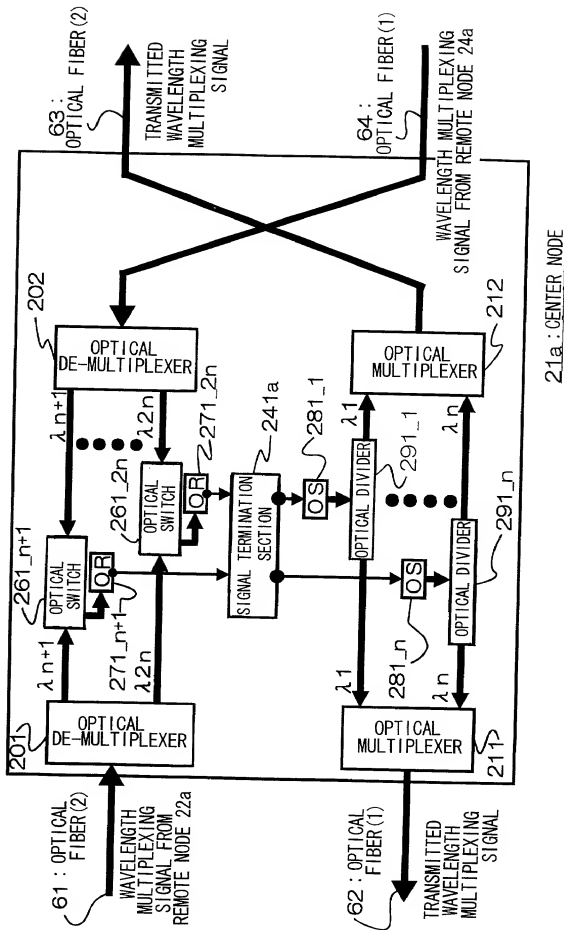 61 : OPTICAL
FIBER(2)
WAVELENGTH
MULTIPLEXING
SIGNAL FROM
REMOTE NODE 22a
62 : OPTICAL FIBER(1)
TRANSMITTED
WAVELENGTH
MULTIPLEXING
SIGNAL
201
OPTICAL
DE-MULTIPLEXER
OPTICAL
MULTIPLEXER
211
λn+1
λ2n
λ1
λn
261_n+1
OPTICAL
SWITCH
OR
271_n+1
261_2n
OPTICAL
SWITCH
OR
271_2n
SIGNAL TERMINATION
SECTION
241a
OS
281_1
OS
281_n
OPTICAL DIVIDER
291_1
OPTICAL DIVIDER
291_n
λn+1
λ2n
λ1
λn
202
OPTICAL
DE-MULTIPLEXER
OPTICAL
MULTIPLEXER
212
63 :
OPTICAL FIBER(2)
TRANSMITTED
WAVELENGTH
MULTIPLEXING
SIGNAL
64 :
OPTICAL FIBER(1)
WAVELENGTH MULTIPLEXING
SIGNAL FROM REMOTE NODE 24a
21a : CENTER NODE